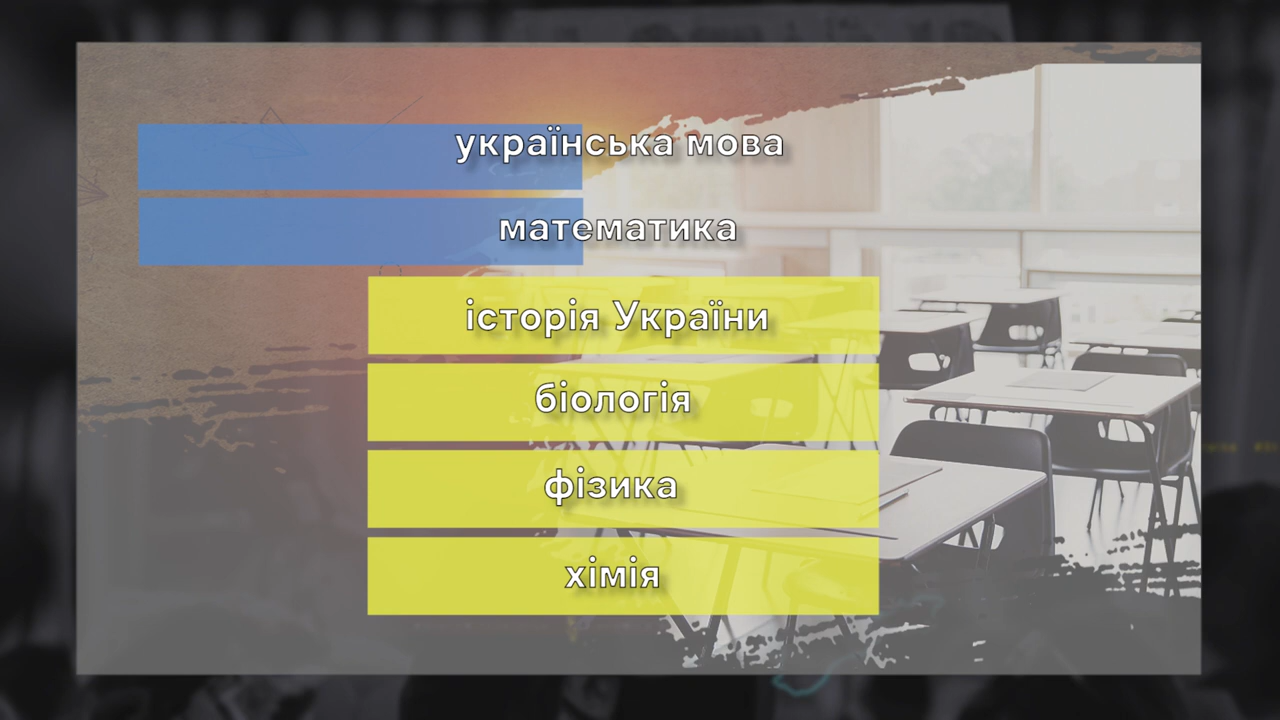 українська мова
математика
історія України
біологія
фізика
хімія